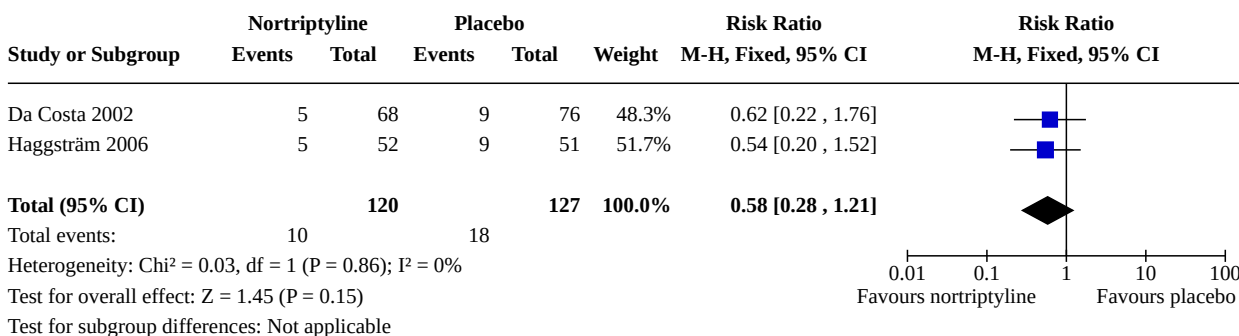 Nortriptyline Placebo Risk Ratio Risk Ratio
Study or Subgroup Events Total Events Total Weight M-H, Fixed, 95% CI M-H, Fixed, 95% CI
Da Costa 2002 5 68 9 76 48.3% 0.62 [0.22 , 1.76]
Haggsträm 2006 5 52 9 51 51.7% 0.54 [0.20 , 1.52]
Total (95% CI) 120 127 100.0% 0.58 [0.28 , 1.21]
Total events: 10 18
Heterogeneity: Chi² = 0.03, df = 1 (P = 0.86); I² = 0%
0.01 0.1 1 10 100
Test for overall effect: Z = 1.45 (P = 0.15) Favours nortriptyline Favours placebo
Test for subgroup differences: Not applicable